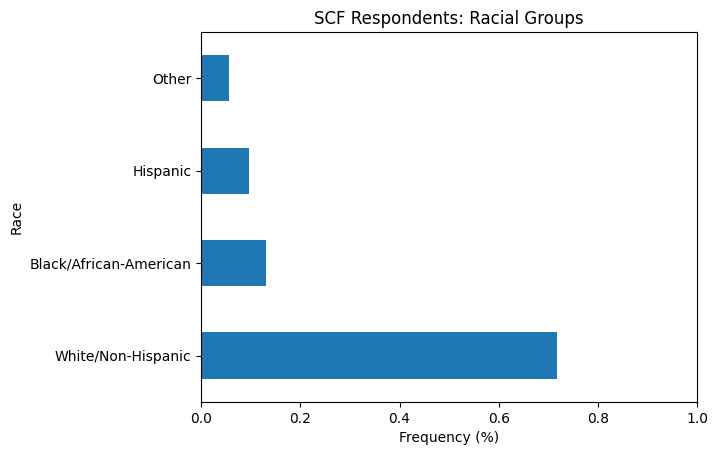 SCF Respondents: Racial Groups
Other
Hispanic
Black/African-American
White/Non-Hispanic
Race
0.0 0.2 0.4 0.6 0.8 1.0
Frequency (%)